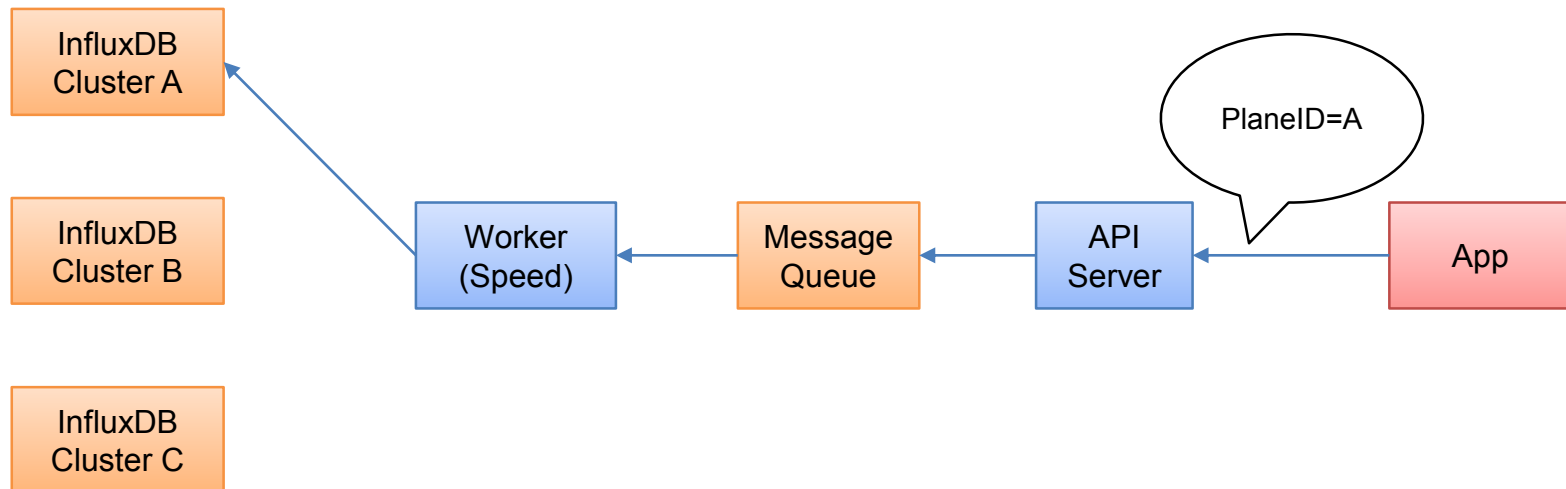 InfluxDB
Cluster A
PlaneID=A
InfluxDB
Cluster B
Worker
(Speed)
Message
Queue
API
Server
App
InfluxDB
Cluster C